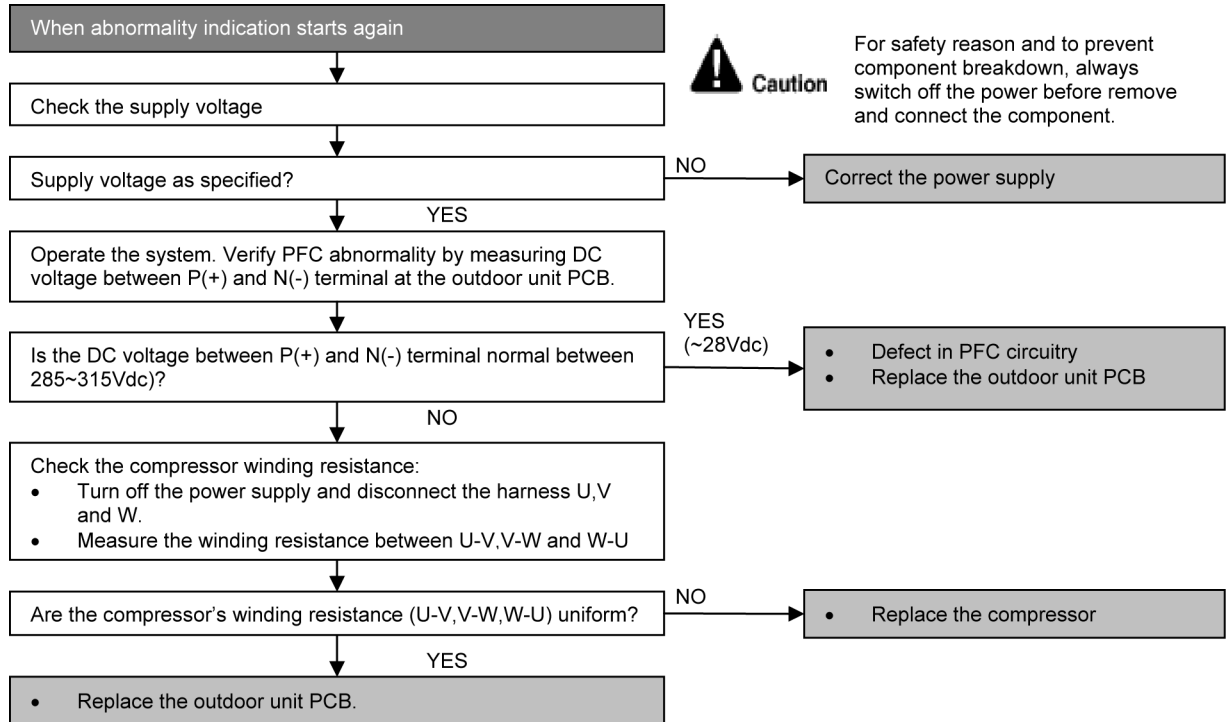 When abnormality indication starts again
For safety reason and to prevent
component breakdown, always
switch off the power before remove
and connect the component.
Caution
Check the supply voltage
Supply voltage as specified?
NO
Correct the power supply
YES
Operate the system. Verify PFC abnormality by measuring DC
voltage between P(+) and N(-) terminal at the outdoor unit PCB.
Is the DC voltage between P(+) and N(-) terminal normal between
285~315Vdc)?
YES
(~28Vdc)
• Defect in PFC circuitry
• Replace the outdoor unit PCB
NO
Check the compressor winding resistance:
• Turn off the power supply and disconnect the harness U,V
and W.
• Measure the winding resistance between U-V,V-W and W-U
Are the compressor's winding resistance (U-V,V-W,W-U) uniform?
NO
• Replace the compressor
YES
• Replace the outdoor unit PCB.